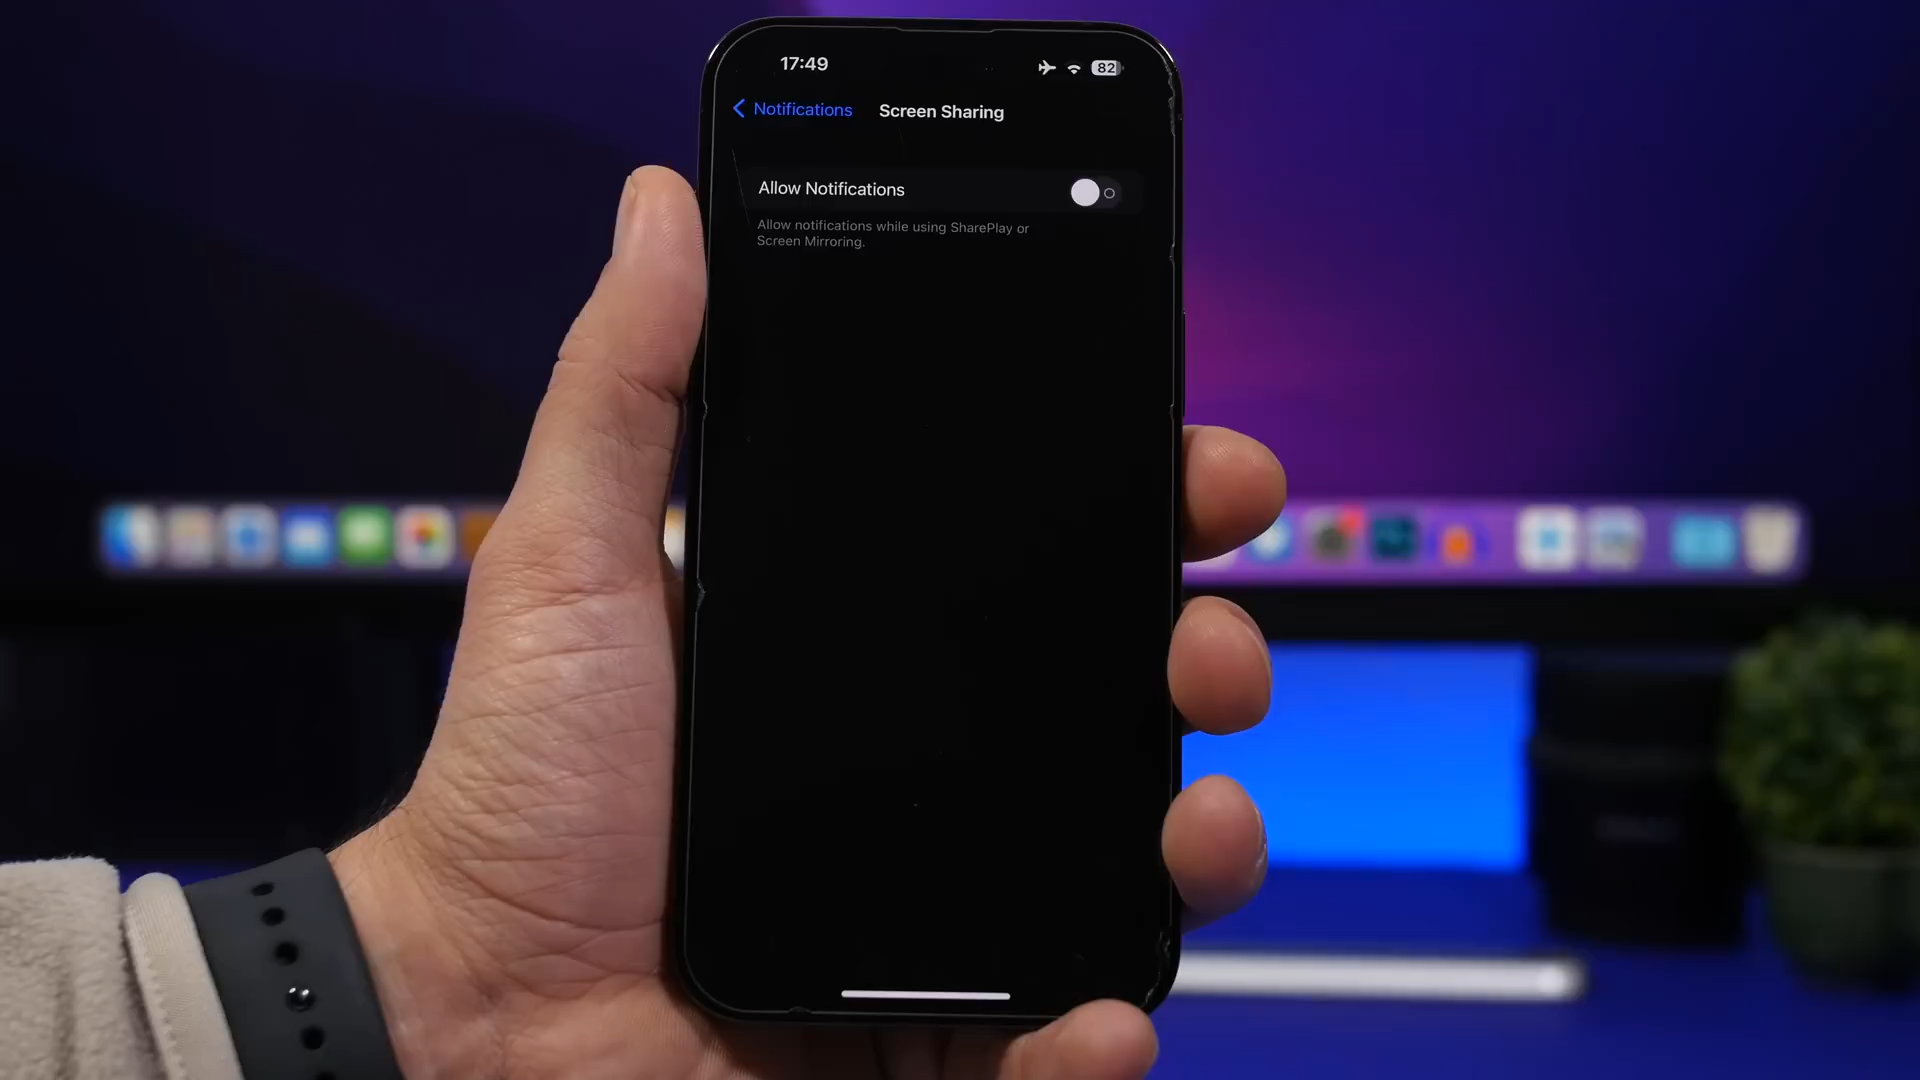 17:49
82
Notifications
Screen Sharing
Allow Notifications
Allow notifications while using SharePlay or
Screen Mirroring.